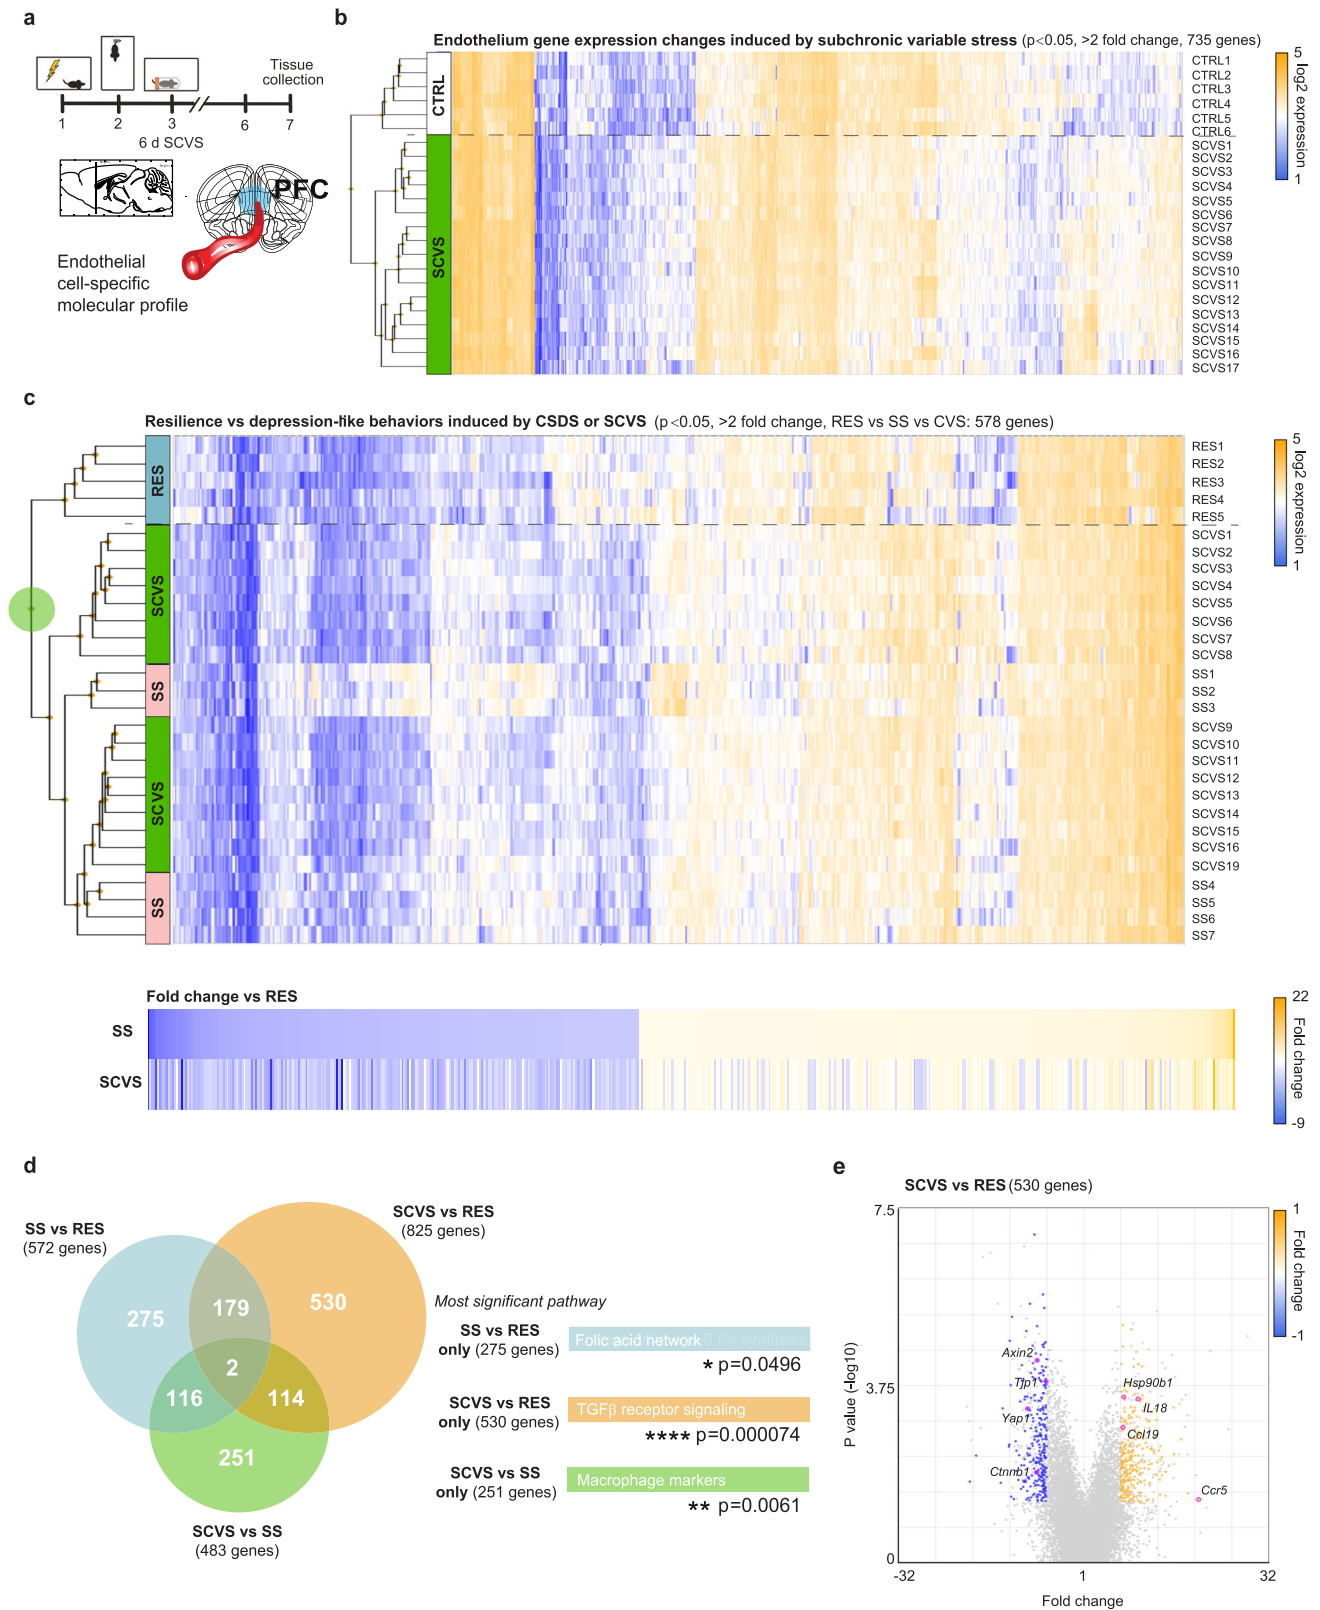 a
Tissue
collection
1
2
3
6
7
6 d SCVS
PFC
Endothelial
cell-specific
molecular profile
b
Endothelium gene expression changes induced by subchronic variable stress (p<0.05, >2 fold change, 735 genes)
CTRL
SCVS
CTRL1
CTRL2
CTRL3
CTRL4
CTRL5
CTRL6
SCVS1
SCVS2
SCVS3
SCVS4
SCVS5
SCVS6
SCVS7
SCVS8
SCVS9
SCVS10
SCVS11
SCVS12
SCVS13
SCVS14
SCVS15
SCVS16
SCVS17
5
log2 expression
1
c
Resilience vs depression-like behaviors induced by CSDS or SCVS (p<0.05, >2 fold change, RES vs SS vs CVS: 578 genes)
RES
SCVS
SS
SCVS
SS
RES1
RES2
RES3
RES4
RES5
SCVS1
SCVS2
SCVS3
SCVS4
SCVS5
SCVS6
SCVS7
SCVS8
SS1
SS2
SS3
SCVS9
SCVS10
SCVS11
SCVS12
SCVS13
SCVS14
SCVS15
SCVS16
SCVS19
SS4
SS5
SS6
SS7
5
log2 expression
1
Fold change vs RES
SS
SCVS
22
Fold change
-9
d
SS vs RES
(572 genes)
SCVS vs RES
(825 genes)
275
179
530
2
116
114
251
SCVS vs SS
(483 genes)
Most significant pathway
SS vs RES
only (275 genes)
Folic acid network
* p=0.0496
SCVS vs RES
only (530 genes)
TGFβ receptor signaling
**** p=0.000074
SCVS vs SS
only (251 genes)
Macrophage markers
** p=0.0061
e
SCVS vs RES (530 genes)
7.5
3.75
0
P value (-log10)
-32
1
32
Fold change
Axin2
Tjp1
Yap1
Ctnnb1
Hsp90b1
IL18
Ccl19
Ccr5
1
Fold change
-1